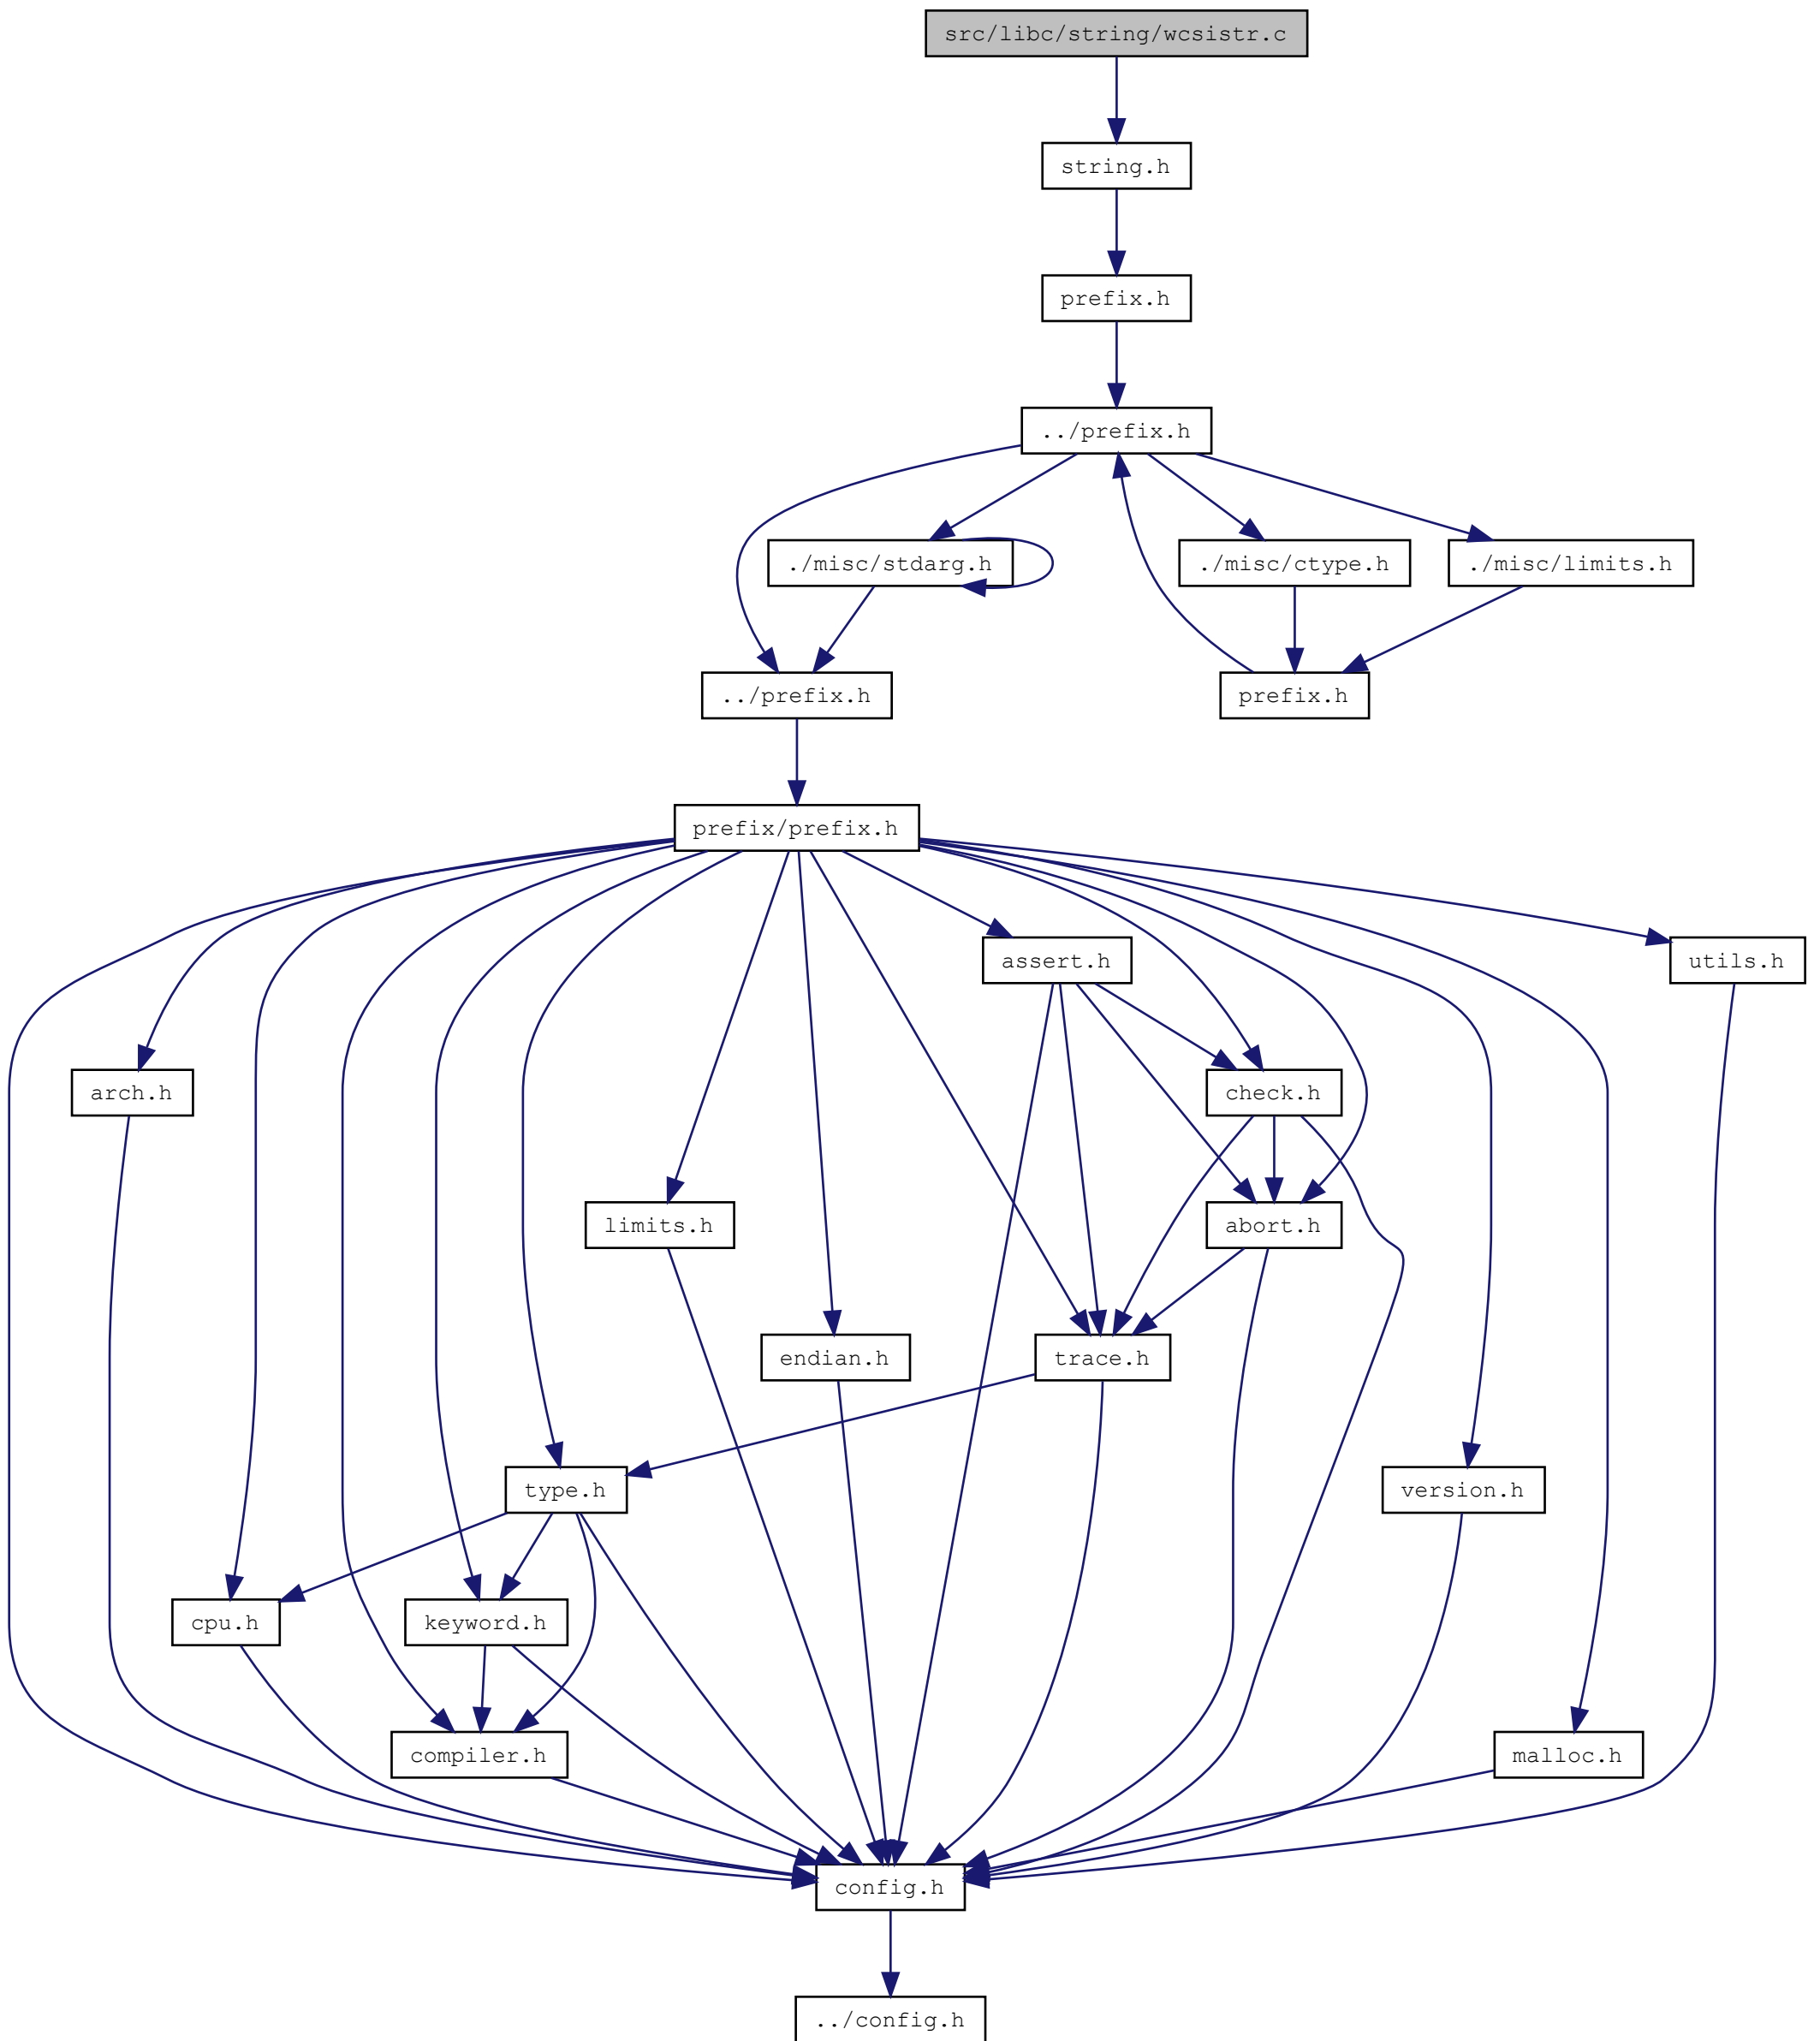 src/libc/string/wcsistr.c
string.h
prefix.h
../prefix.h
./misc/stdarg.h
./misc/ctype.h
./misc/limits.h
../prefix.h
prefix.h
prefix/prefix.h
assert.h
utils.h
arch.h
check.h
limits.h
abort.h
endian.h
trace.h
type.h
version.h
cpu.h
keyword.h
compiler.h
malloc.h
config.h
../config.h